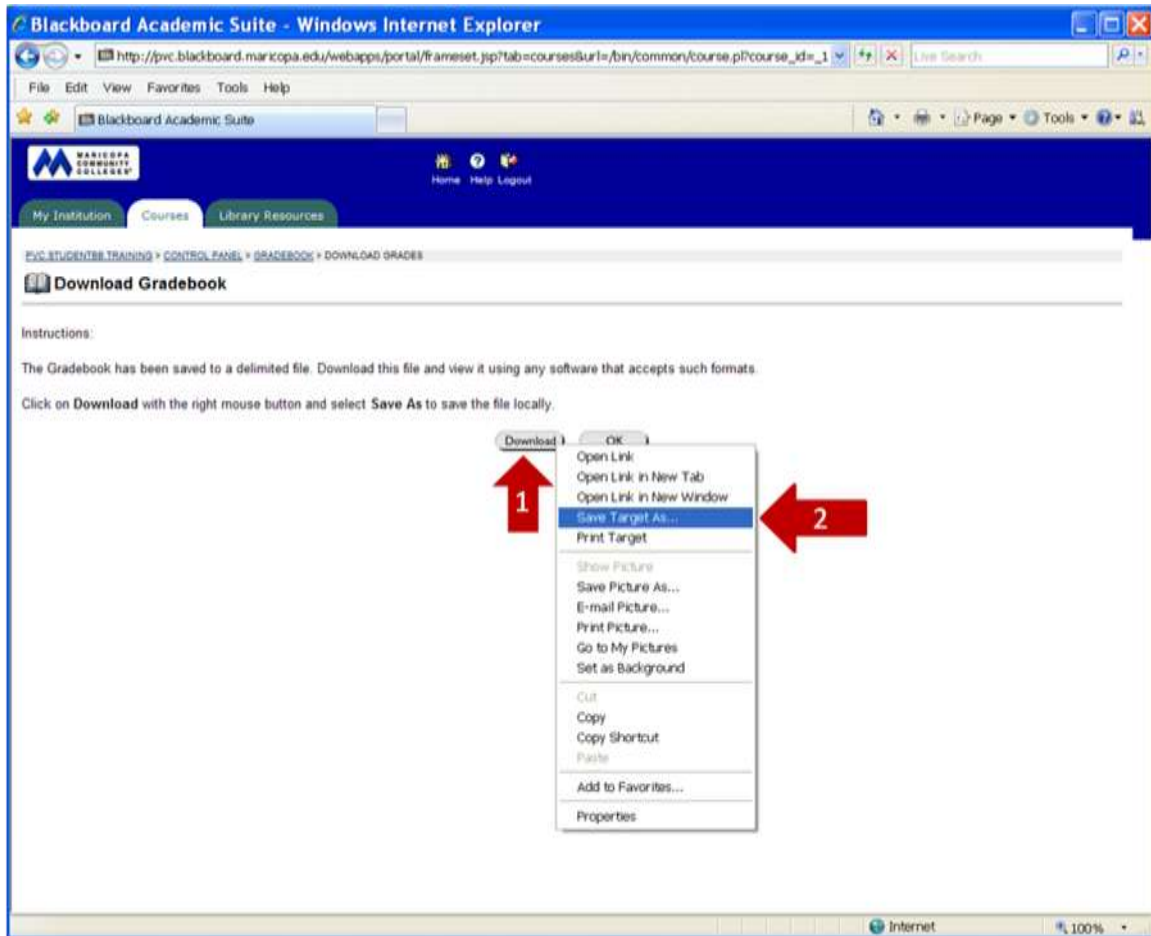 Blackboard Academic Suite - Windows Internet Explorer
http://pvc.blackboard.maricopa.edu/webapps/portal/frameset.jsp?tab=courses&url=/bin/common/course.pl?course_id=_1 Live Search
File Edit View Favorites Tools Help
Blackboard Academic Suite Page Tools
MARICOPA
COMMUNITY
COLLEGES
Home Help Logout
My Institution Courses Library Resources
PVC STUDENTBB TRAINING > CONTROL PANEL > GRADEBOOK > DOWNLOAD GRADES
Download Gradebook
Instructions:
The Gradebook has been saved to a delimited file. Download this file and view it using any software that accepts such formats.
Click on Download with the right mouse button and select Save As to save the file locally.
Download OK
Open Link
Open Link in New Tab
1
Open Link in New Window
Save Target As...
2
Print Target
Show Picture
Save Picture As...
E-mail Picture...
Print Picture...
Go to My Pictures
Set as Background
Cut
Copy
Copy Shortcut
Paste
Add to Favorites...
Properties
Internet 100%